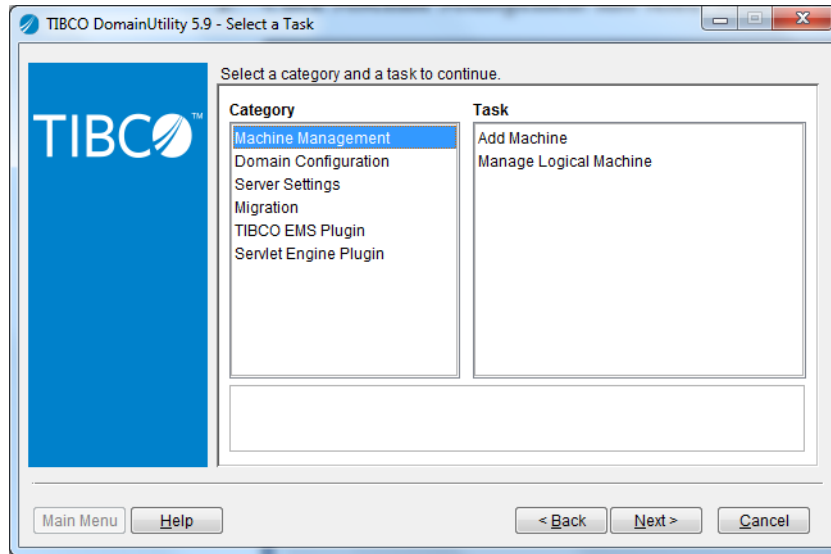 TIBCO DomainUtility 5.9 - Select a Task
Select a category and a task to continue.
TIBCO™
Category
Task
Machine Management
Domain Configuration
Server Settings
Migration
TIBCO EMS Plugin
Servlet Engine Plugin
Add Machine
Manage Logical Machine
Main Menu
Help
< Back
Next >
Cancel